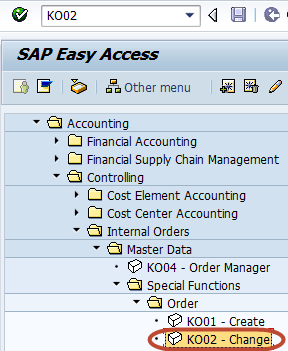 KO02
SAP Easy Access
Other menu
Accounting
Financial Accounting
Financial Supply Chain Management
Controlling
Cost Element Accounting
Cost Center Accounting
Internal Orders
Master Data
KO04 - Order Manager
Special Functions
Order
KO01 - Create
KO02 - Change